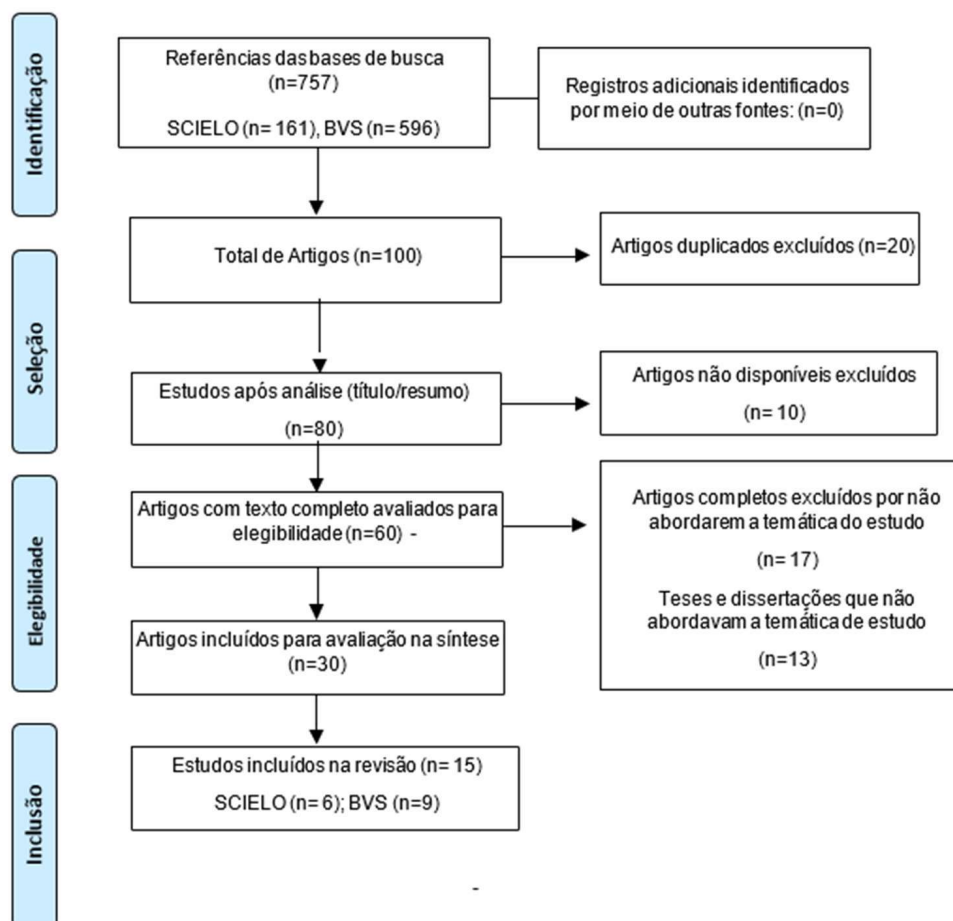 Identificação
Referências das bases de busca
(n=757)
SCIELO (n= 161), BVS (n= 596)
Registros adicionais identificados
por meio de outras fontes: (n=0)
Seleção
Total de Artigos (n=100)
Artigos duplicados excluídos (n=20)
Estudos após análise (título/resumo)
(n=80)
Artigos não disponíveis excluídos
(n= 10)
Elegibilidade
Artigos com texto completo avaliados para
elegibilidade (n=60) -
Artigos completos excluídos por não
abordarem a temática do estudo
(n= 17)
Teses e dissertações que não
abordavam a temática de estudo
(n=13)
Artigos incluídos para avaliação na síntese
(n=30)
Inclusão
Estudos incluídos na revisão (n= 15)
SCIELO (n= 6); BVS (n=9)
-